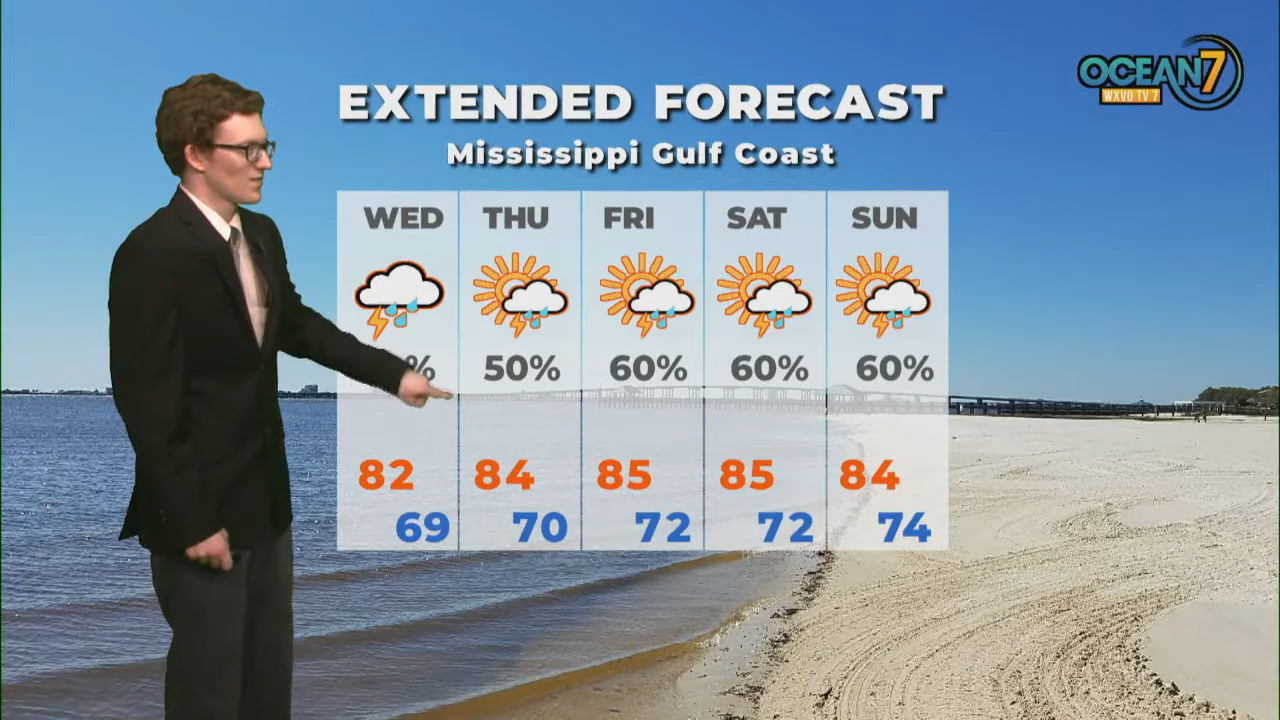 OCEAN7
WXVO TV 7
EXTENDED FORECAST
Mississippi Gulf Coast
WED THU FRI SAT SUN
% 50% 60% 60% 60%
82 84 85 85 84
69 70 72 72 74